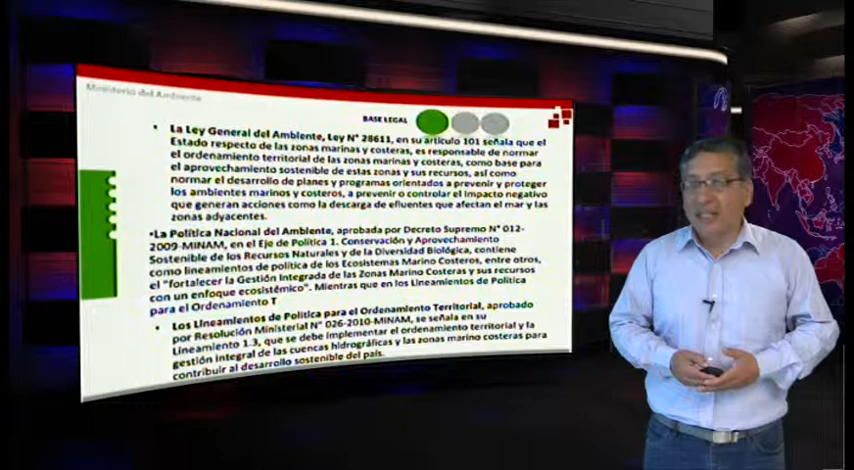 Ministerio del Ambiente
BASE LEGAL
• La Ley General del Ambiente, Ley N° 28611, en su artículo 101 señala que el
Estado respecto de las zonas marinas y costeras, es responsable de normar
el ordenamiento territorial de las zonas marinas y costeras, como base para
el aprovechamiento sostenible de estas zonas y sus recursos, así como
normar el desarrollo de planes y programas orientados a prevenir y proteger
los ambientes marinos y costeros, a prevenir o controlar el impacto negativo
que generan acciones como la descarga de efluentes que afectan el mar y las
zonas adyacentes.
•La Política Nacional del Ambiente, aprobada por Decreto Supremo N° 012-
2009-MINAM, en el Eje de Política 1. Conservación y Aprovechamiento
Sostenible de los Recursos Naturales y de la Diversidad Biológica, contiene
como lineamientos de política de los Ecosistemas Marino Costeros, entre otros,
el "fortalecer la Gestión Integrada de las Zonas Marino Costeras y sus recursos
con un enfoque ecosistémico". Mientras que en los Lineamientos de Política
para el Ordenamiento T
• Los Lineamientos de Política para el Ordenamiento Territorial, aprobado
por Resolución Ministerial N° 026-2010-MINAM, se señala en su
Lineamiento 1.3, que se debe implementar el ordenamiento territorial y la
gestión integral de las cuencas hidrográficas y las zonas marino costeras para
contribuir al desarrollo sostenible del país.